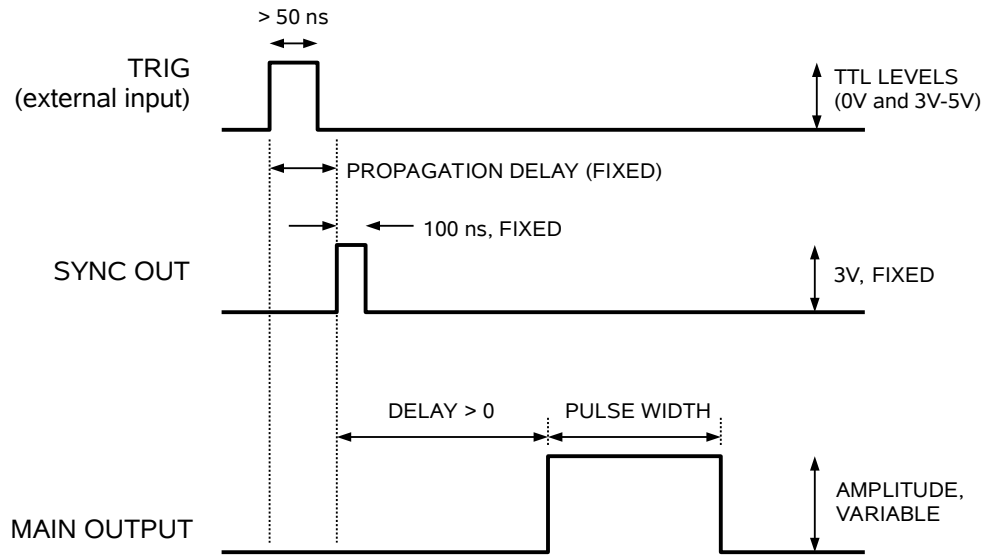 > 50 ns
TRIG
(external input)
TTL LEVELS
(0V and 3V-5V)
PROPAGATION DELAY (FIXED)
100 ns, FIXED
SYNC OUT
3V, FIXED
DELAY > 0
PULSE WIDTH
MAIN OUTPUT
AMPLITUDE,
VARIABLE